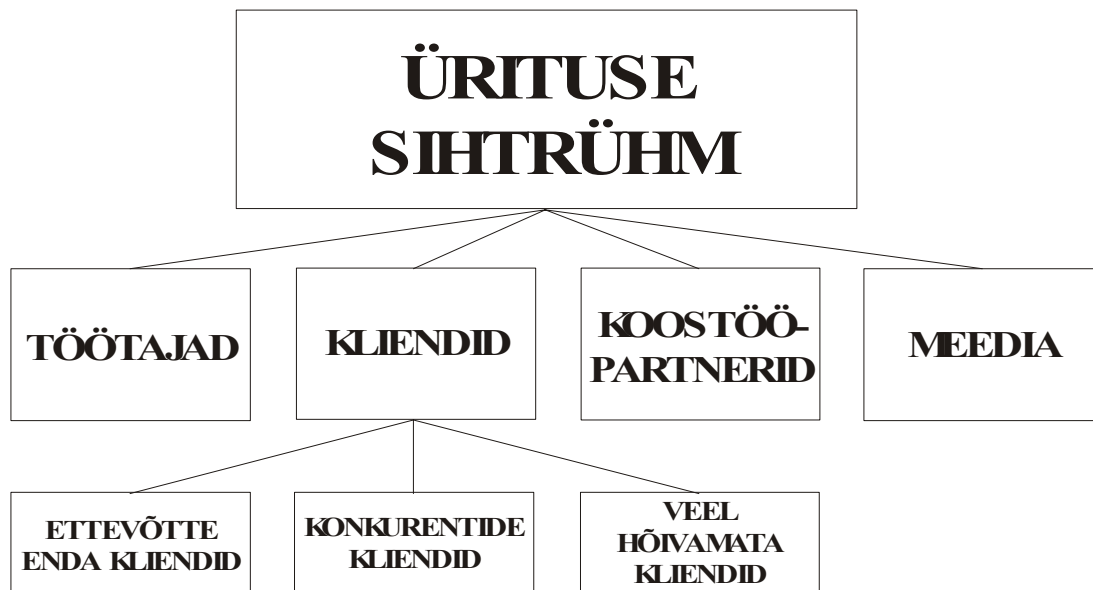 ÜRITUSE
SIHTRÜHM
TÖÖTAJAD
KLIENDID
KOOSTÖÖ-
PARTNERID
MEEDIA
ETTEVÕTTE
ENDA KLIENDID
KONKURENTIDE
KLIENDID
VEEL
HÕIVAMATA
KLIENDID